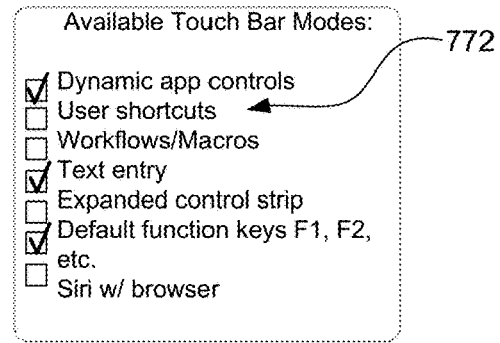 Available Touch Bar Modes:
772
Dynamic app controls
User shortcuts
Workflows/Macros
Text entry
Expanded control strip
Default function keys F1, F2,
etc.
Siri w/ browser